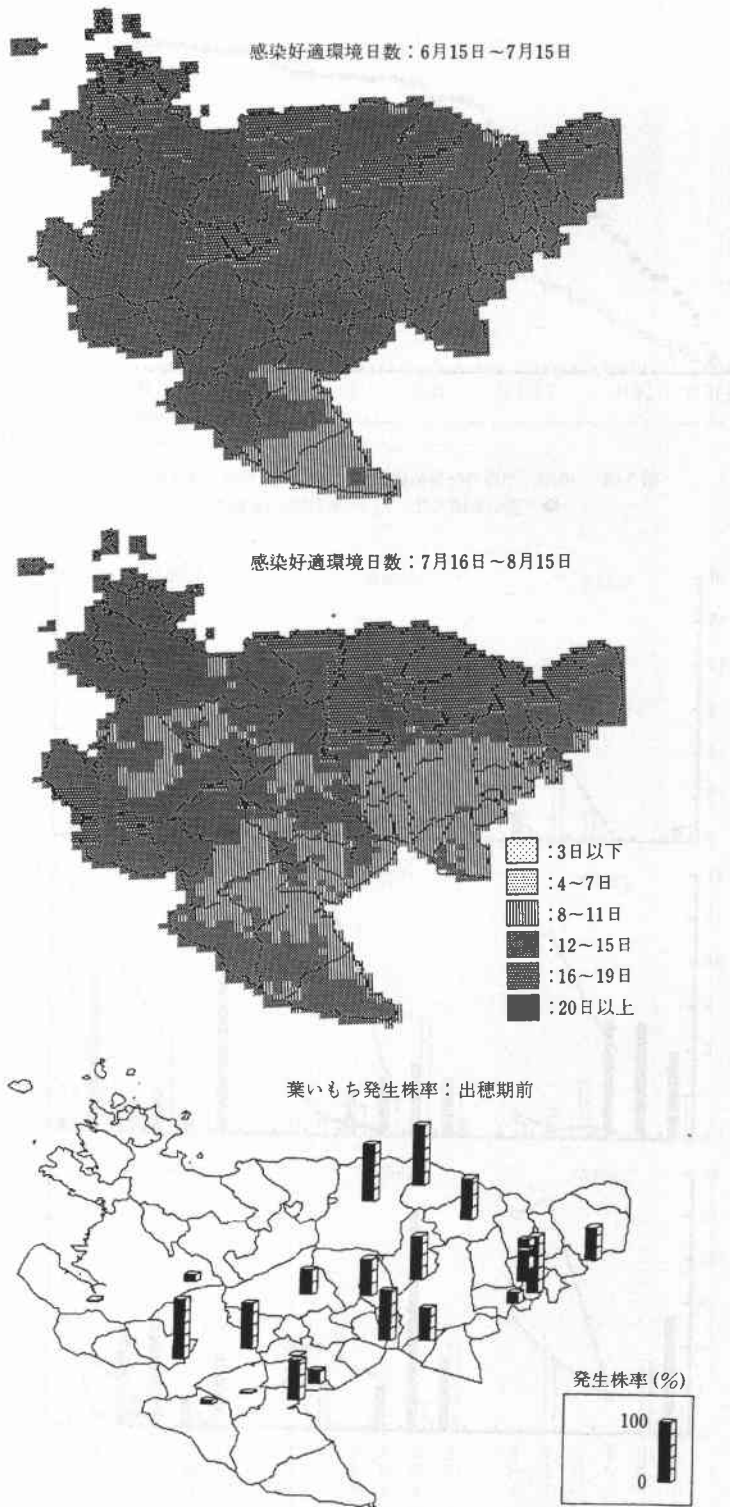 感染好適環境日数：6月15日～7月15日
感染好適環境日数：7月16日～8月15日
：3日以下
：4～7日
：8～11日
：12～15日
：16～19日
：20日以上
葉いもち発生株率：出穂期前
発生株率(%)
100
0